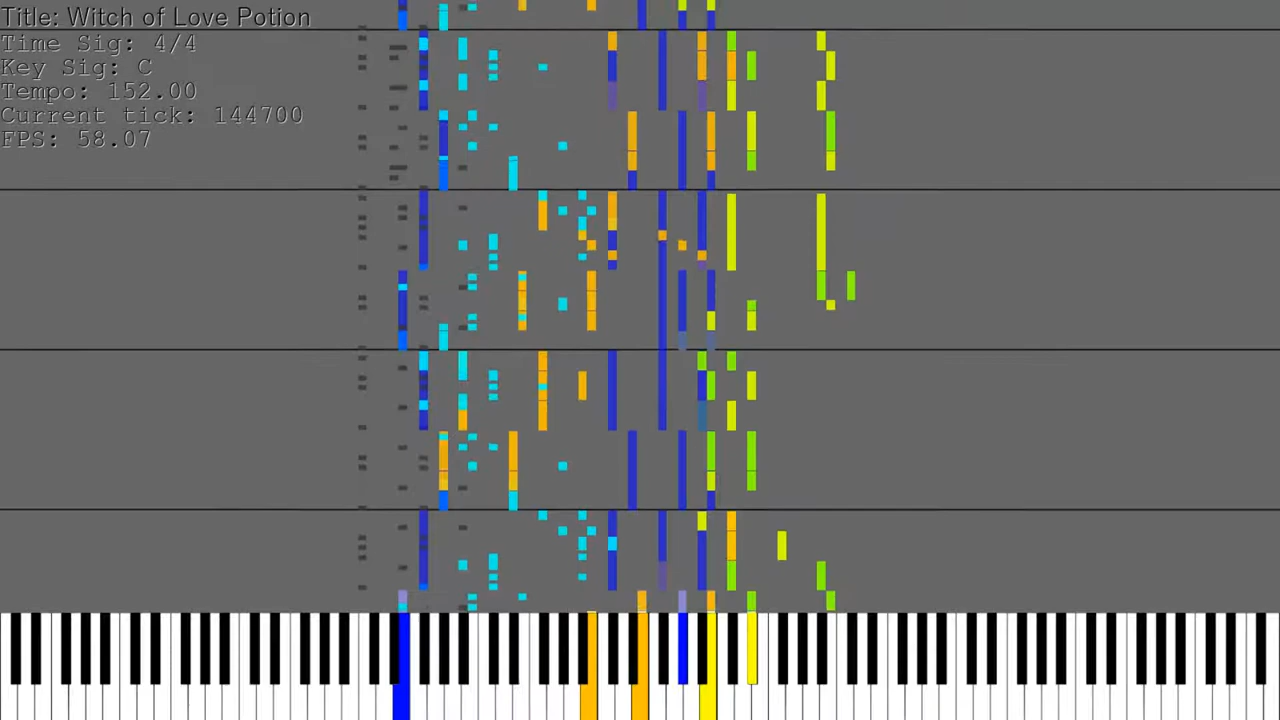 Title: Witch of Love Potion
Time Sig: 4/4
Key Sig: C
Tempo: 152.00
Current tick: 144700
FPS: 58.07